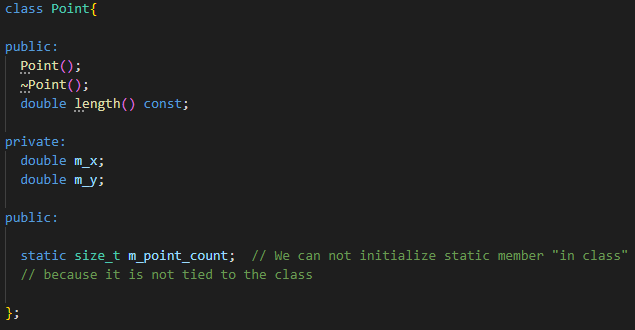 class Point{
public:
Point();
~Point();
double length() const;
private:
double m_x;
double m_y;
public:
static size_t m_point_count;  // We can not initialize static member "in class"
// because it is not tied to the class
};